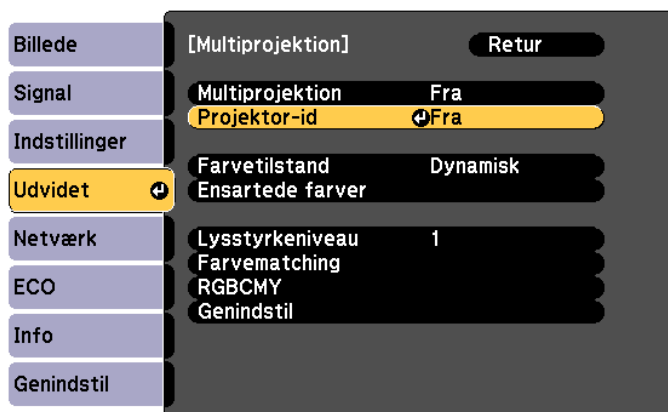 Billede
Signal
Indstillinger
Udvidet
Netværk
ECO
Info
Genindstil
[Multiprojektion] Retur
Multiprojektion Fra
Projektor-id Fra
Farvetilstand Dynamisk
Ensartede farver
Lysstyrkeniveau 1
Farvematching
RGBCMY
Genindstil